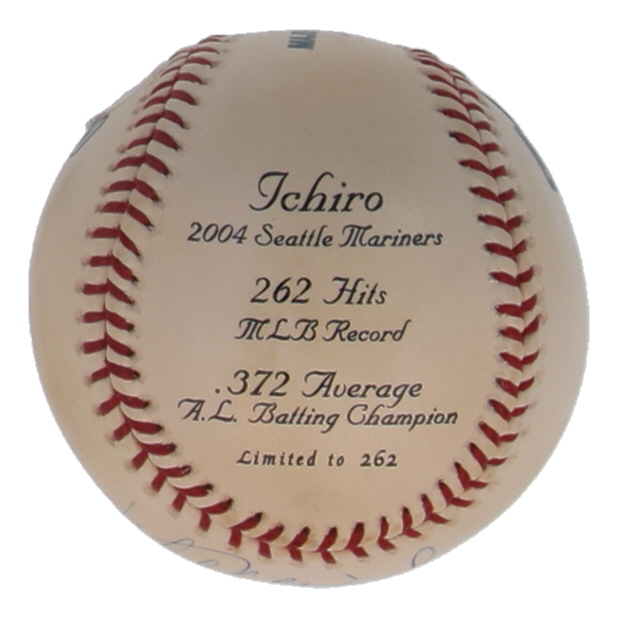 Ichiro
2004 Seattle Mariners
262 Hits
MLB Record
.372 Average
A.L. Batting Champion
Limited to 262